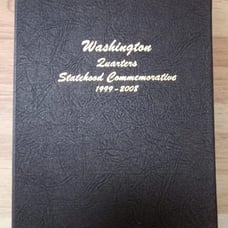 Washington
Quarters
Statehood Commemorative
1999-2008